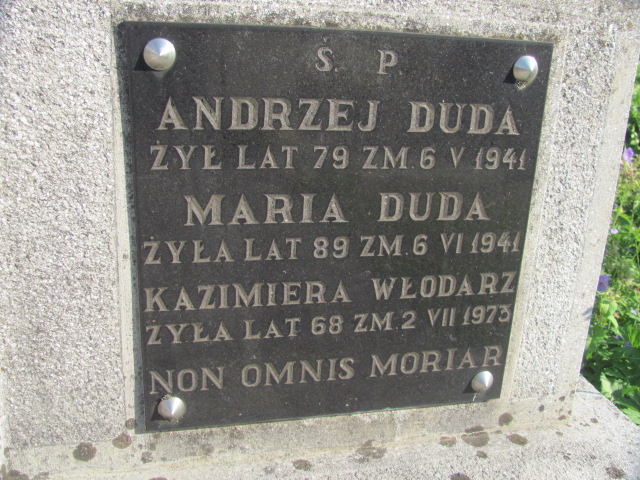 Ś. P.
ANDRZEJ DUDA
ŻYŁ LAT 79 ZM. 6 V 1941
MARIA DUDA
ŻYŁA LAT 89 ZM. 6 VI 1941
KAZIMIERA WŁODARZ
ŻYŁA LAT 68 ZM. 2 VII 1973
NON OMNIS MORIAR